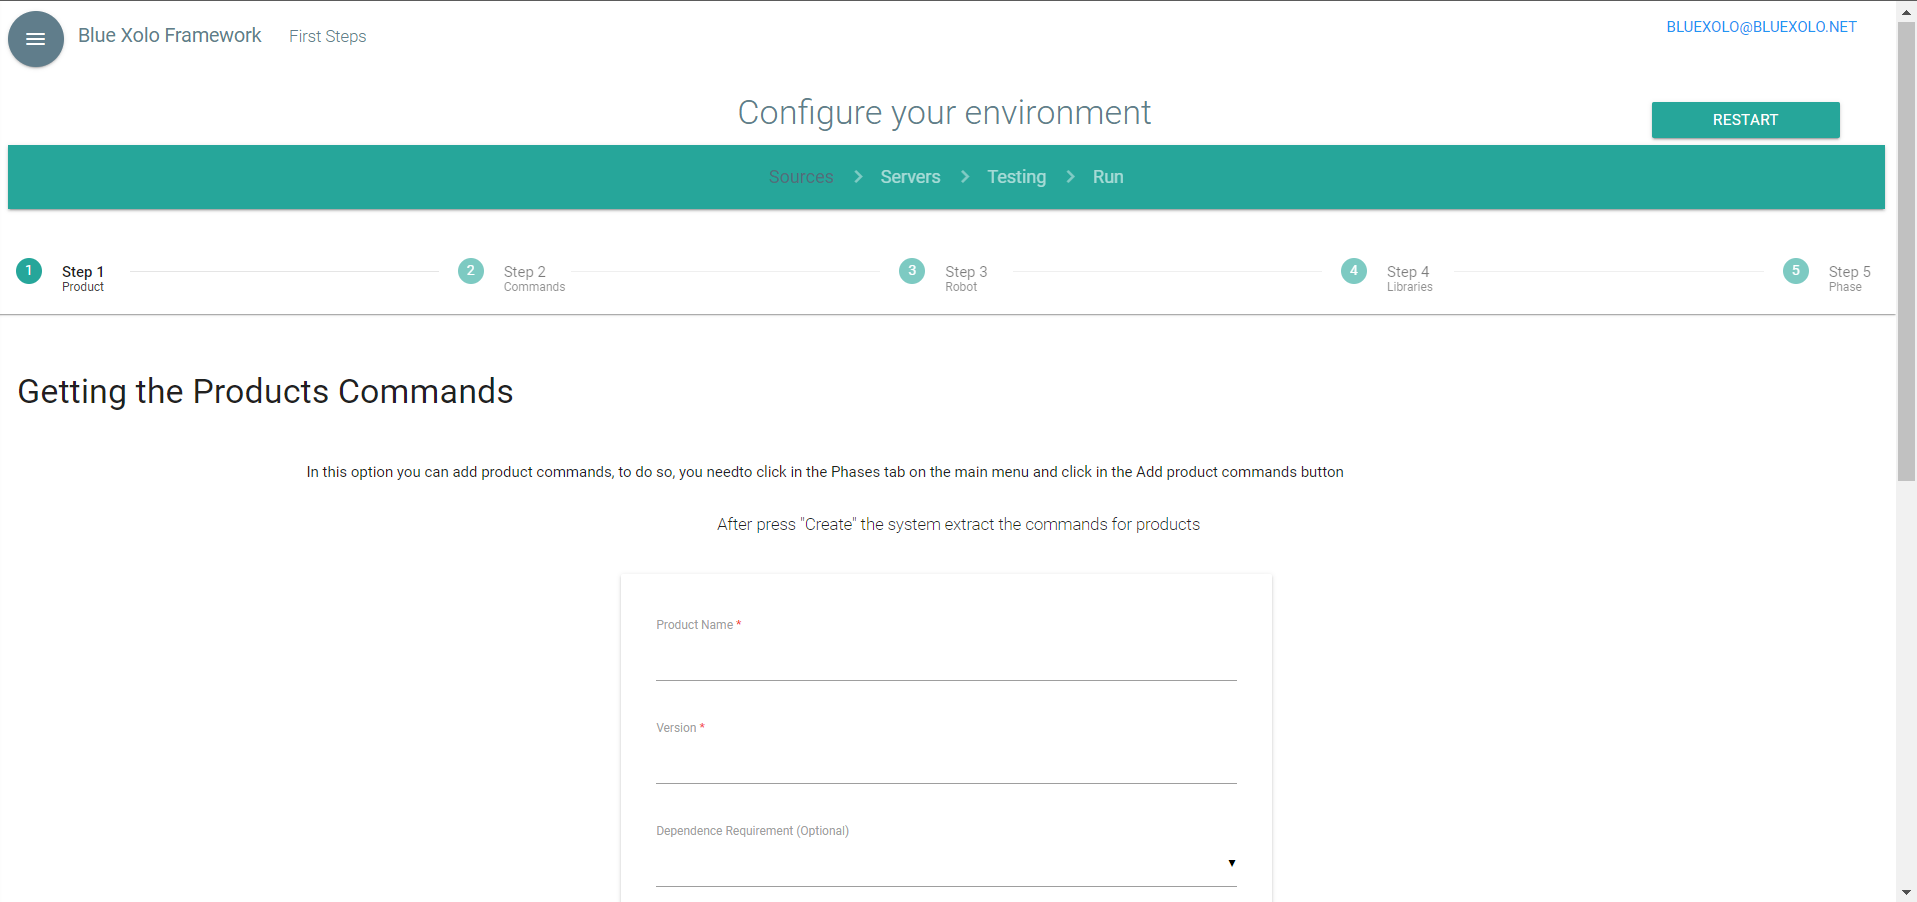 Blue Xolo Framework First Steps BLUEXOLO@BLUEXOLO.NET
Configure your environment
RESTART
Sources Servers Testing Run
1 Step 1 2 Step 2 3 Step 3 4 Step 4 5 Step 5
Product Commands Robot Libraries Phase
Getting the Products Commands
In this option you can add product commands, to do so, you needto click in the Phases tab on the main menu and click in the Add product commands button
After press "Create" the system extract the commands for products
Product Name *
Version *
Dependence Requirement (Optional)